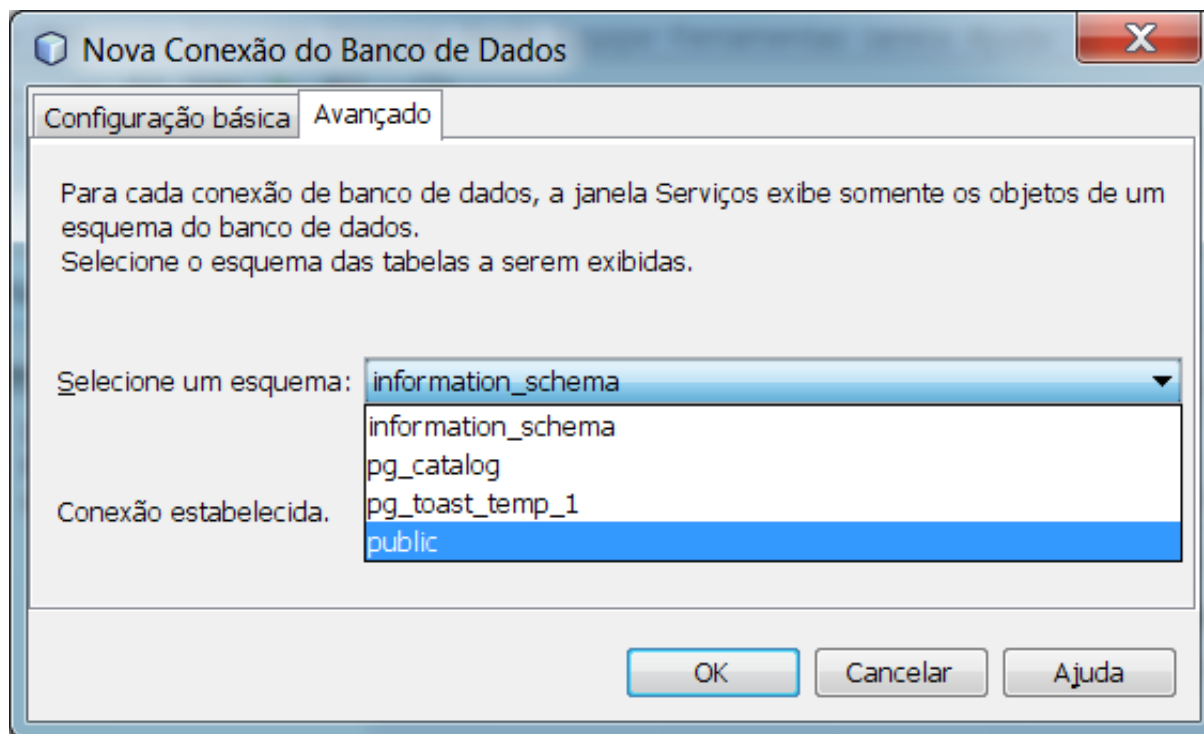 Nova Conexão do Banco de Dados
Configuração básica
Avançado
Para cada conexão de banco de dados, a janela Serviços exibe somente os objetos de um
esquema do banco de dados.
Selecione o esquema das tabelas a serem exibidas.
Selecione um esquema:
information_schema
information_schema
pg_catalog
pg_toast_temp_1
public
Conexão estabelecida.
OK
Cancelar
Ajuda